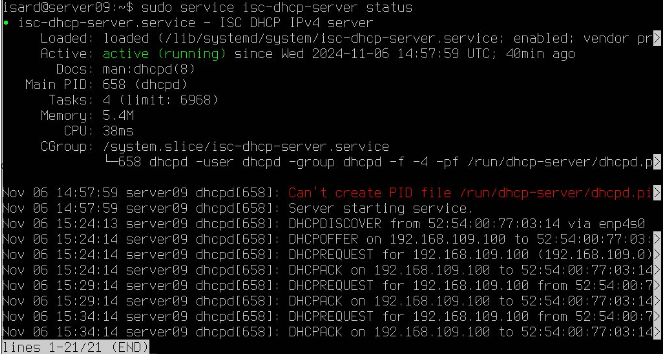 isard@server09:~$ sudo service isc-dhcp-server status
● isc-dhcp-server.service - ISC DHCP IPv4 server
Loaded: loaded (/lib/systemd/system/isc-dhcp-server.service; enabled; vendor pr>
Active: active (running) since Wed 2024-11-06 14:57:59 UTC; 40min ago
Docs: man:dhcpd(8)
Main PID: 658 (dhcpd)
Tasks: 4 (limit: 6968)
Memory: 5.4M
CPU: 38ms
CGroup: /system.slice/isc-dhcp-server.service
└─658 dhcpd -user dhcpd -group dhcpd -f -4 -pf /run/dhcp-server/dhcpd.p>
Nov 06 14:57:59 server09 dhcpd[658]: Can't create PID file /run/dhcp-server/dhcpd.pi>
Nov 06 14:57:59 server09 dhcpd[658]: Server starting service.
Nov 06 15:24:13 server09 dhcpd[658]: DHCPDISCOVER from 52:54:00:77:03:14 via enp4s0
Nov 06 15:24:14 server09 dhcpd[658]: DHCPOFFER on 192.168.109.100 to 52:54:00:77:03:>
Nov 06 15:24:14 server09 dhcpd[658]: DHCPREQUEST for 192.168.109.100 (192.168.109.0)>
Nov 06 15:24:14 server09 dhcpd[658]: DHCPACK on 192.168.109.100 to 52:54:00:77:03:14>
Nov 06 15:29:14 server09 dhcpd[658]: DHCPREQUEST for 192.168.109.100 from 52:54:00:7>
Nov 06 15:29:14 server09 dhcpd[658]: DHCPACK on 192.168.109.100 to 52:54:00:77:03:14>
Nov 06 15:34:14 server09 dhcpd[658]: DHCPREQUEST for 192.168.109.100 from 52:54:00:7>
Nov 06 15:34:14 server09 dhcpd[658]: DHCPACK on 192.168.109.100 to 52:54:00:77:03:14>
lines 1-21/21 (END)